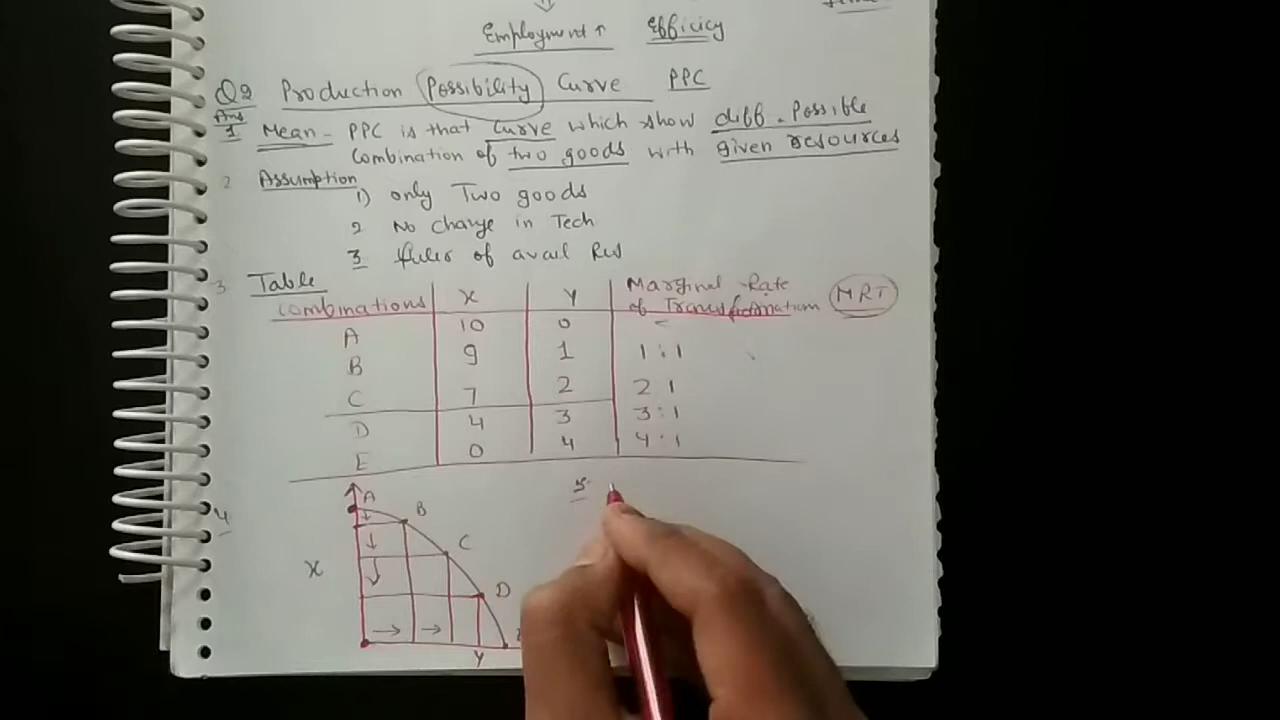 Employment ↑ Efficicy
Q2 Production Possibility Curve PPC
Ans
1 Mean - PPC is that curve which show diff. Possible
Combination of two goods with given resources
2 Assumption
1) only Two goods
2 No change in Tech
3 fuler of avail Res
3 Table
Combinations X Y Marginal Rate
of Transformation MRT
A 10 0 -
B 9 1 1:1
C 7 2 2 1
D 4 3 3:1
E 0 4 4:1
4
A
B
C
X
D
Y
5.